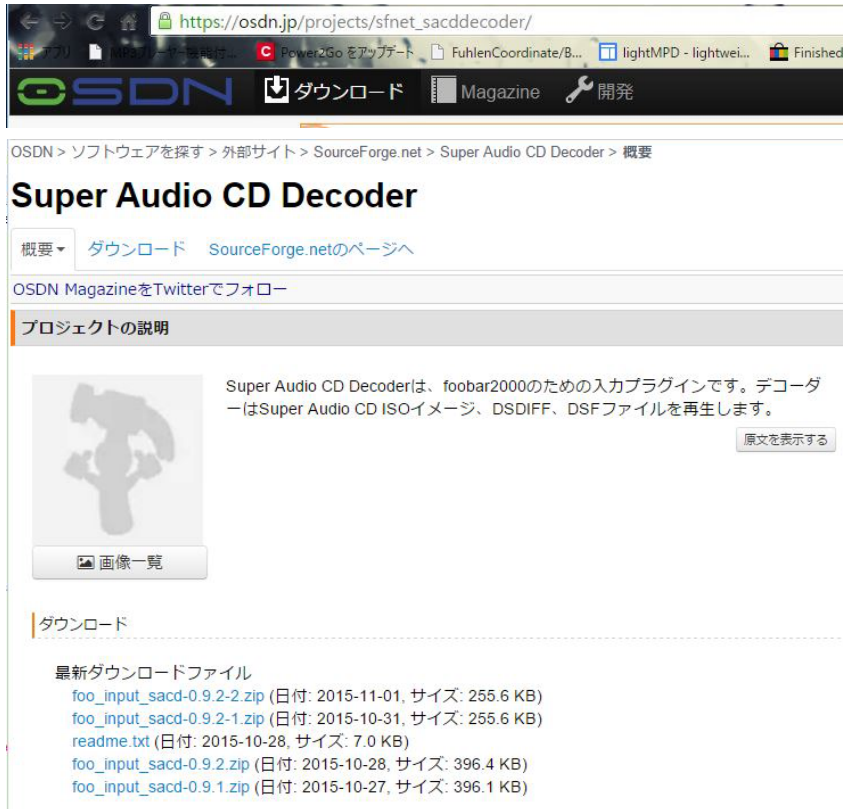 https://osdn.jp/projects/sfnet_sacddecoder/
アプリ MP3プレーヤー機能付... Power2Go をアップデート FuhlenCoordinate/B... lightMPD - lightwei... Finished
OSDN ダウンロード Magazine 開発
OSDN > ソフトウェアを探す > 外部サイト > SourceForge.net > Super Audio CD Decoder > 概要
Super Audio CD Decoder
概要 ダウンロード SourceForge.netのページへ
OSDN MagazineをTwitterでフォロー
プロジェクトの説明
Super Audio CD Decoderは、foobar2000のための入力プラグインです。デコーダ
ーはSuper Audio CD ISOイメージ、DSDIFF、DSFファイルを再生します。
原文を表示する
画像一覧
ダウンロード
最新ダウンロードファイル
foo_input_sacd-0.9.2-2.zip (日付: 2015-11-01, サイズ: 255.6 KB)
foo_input_sacd-0.9.2-1.zip (日付: 2015-10-31, サイズ: 255.6 KB)
readme.txt (日付: 2015-10-28, サイズ: 7.0 KB)
foo_input_sacd-0.9.2.zip (日付: 2015-10-28, サイズ: 396.4 KB)
foo_input_sacd-0.9.1.zip (日付: 2015-10-27, サイズ: 396.1 KB)